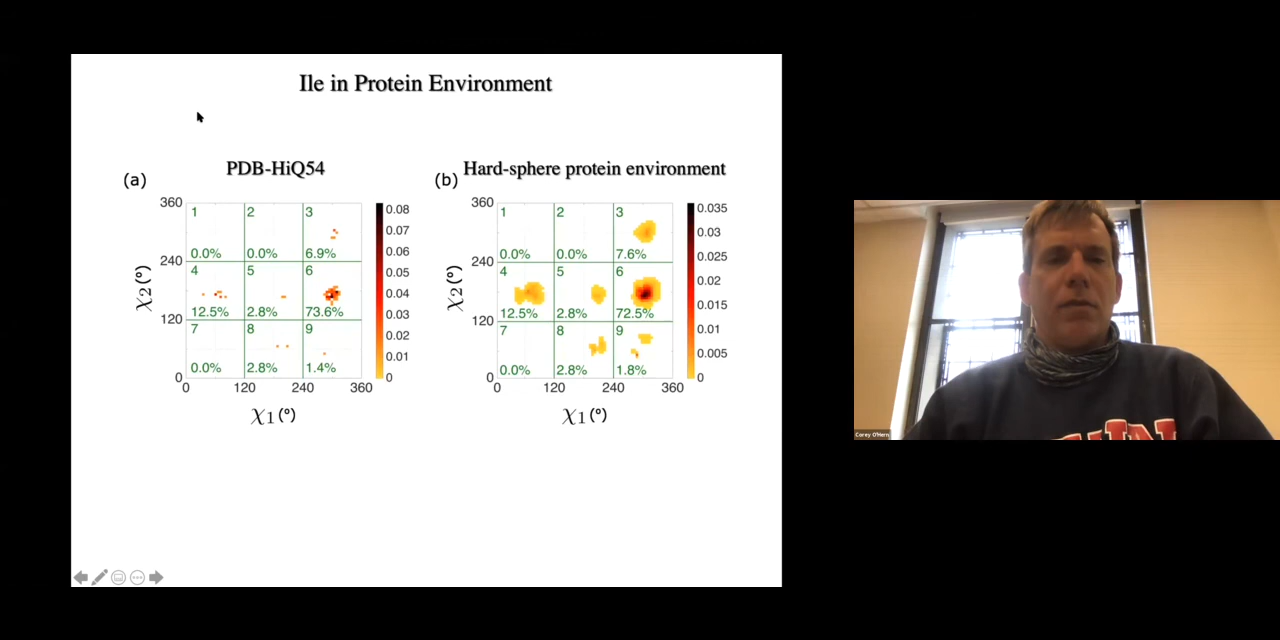 Ile in Protein Environment
(a) PDB-HiQ54
360
240
120
0
χ2(°)
1 2 3
0.0% 0.0% 6.9%
4 5 6
12.5% 2.8% 73.6%
7 8 9
0.0% 2.8% 1.4%
0 120 240 360
χ1(°)
0.08
0.07
0.06
0.05
0.04
0.03
0.02
0.01
0
(b) Hard-sphere protein environment
360
240
120
0
χ2(°)
1 2 3
0.0% 0.0% 7.6%
4 5 6
12.5% 2.8% 72.5%
7 8 9
0.0% 2.8% 1.8%
0 120 240 360
χ1(°)
0.035
0.03
0.025
0.02
0.015
0.01
0.005
0
Corey O'Hern